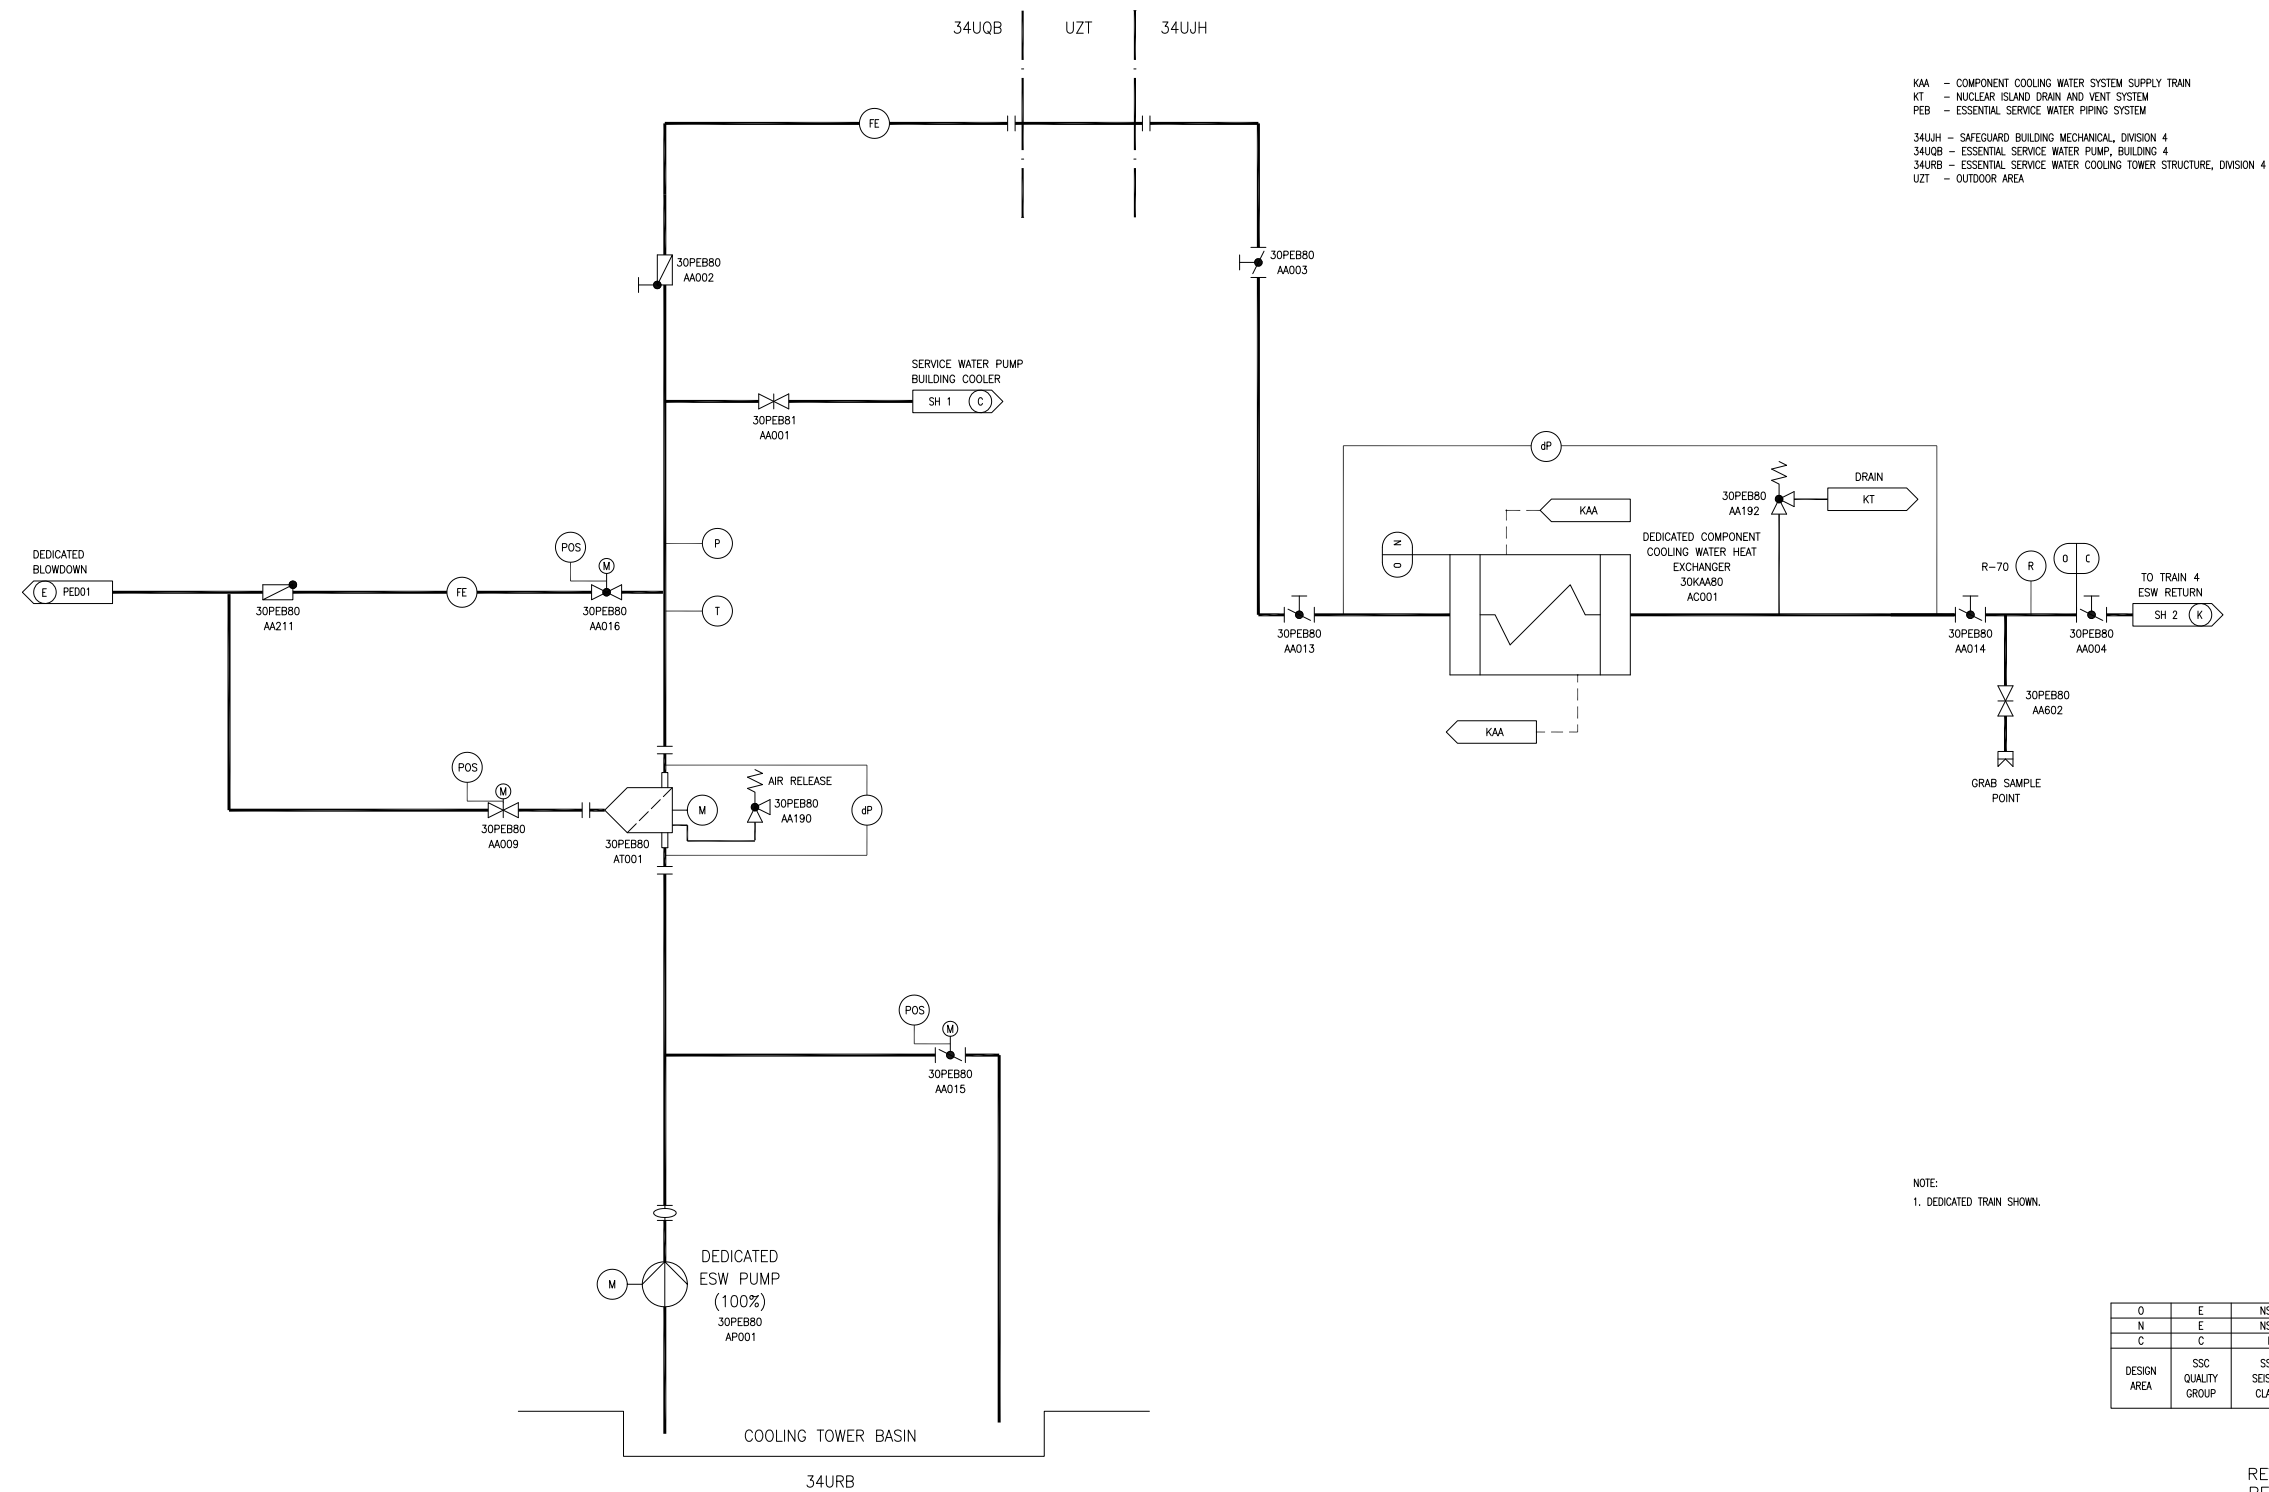 34UQB
UZT
34UJH
KAA – COMPONENT COOLING WATER SYSTEM SUPPLY TRAIN
KT – NUCLEAR ISLAND DRAIN AND VENT SYSTEM
PEB – ESSENTIAL SERVICE WATER PIPING SYSTEM
34UJH – SAFEGUARD BUILDING MECHANICAL, DIVISION 4
34UQB – ESSENTIAL SERVICE WATER PUMP, BUILDING 4
34URB – ESSENTIAL SERVICE WATER COOLING TOWER STRUCTURE, DIVISION 4
UZT – OUTDOOR AREA
FE
30PEB80
AA002
30PEB80
AA003
SERVICE WATER PUMP
BUILDING COOLER
SH 1 C
30PEB81
AA001
dP
DRAIN
KT
30PEB80
AA192
KAA
DEDICATED COMPONENT
COOLING WATER HEAT
EXCHANGER
30KAA80
AC001
O N
P
T
POS
M
DEDICATED
BLOWDOWN
E PED01
30PEB80
AA211
FE
30PEB80
AA016
30PEB80
AA013
R-70 R
O C
TO TRAIN 4
ESW RETURN
SH 2 K
30PEB80
AA014
30PEB80
AA004
30PEB80
AA602
KAA
GRAB SAMPLE
POINT
POS
M
30PEB80
AA009
30PEB80
AT001
M
AIR RELEASE
30PEB80
AA190
dP
POS
M
30PEB80
AA015
M
DEDICATED
ESW PUMP
(100%)
30PEB80
AP001
COOLING TOWER BASIN
34URB
NOTE:
1. DEDICATED TRAIN SHOWN.
O E
N E
C C
DESIGN
AREA
SSC
QUALITY
GROUP